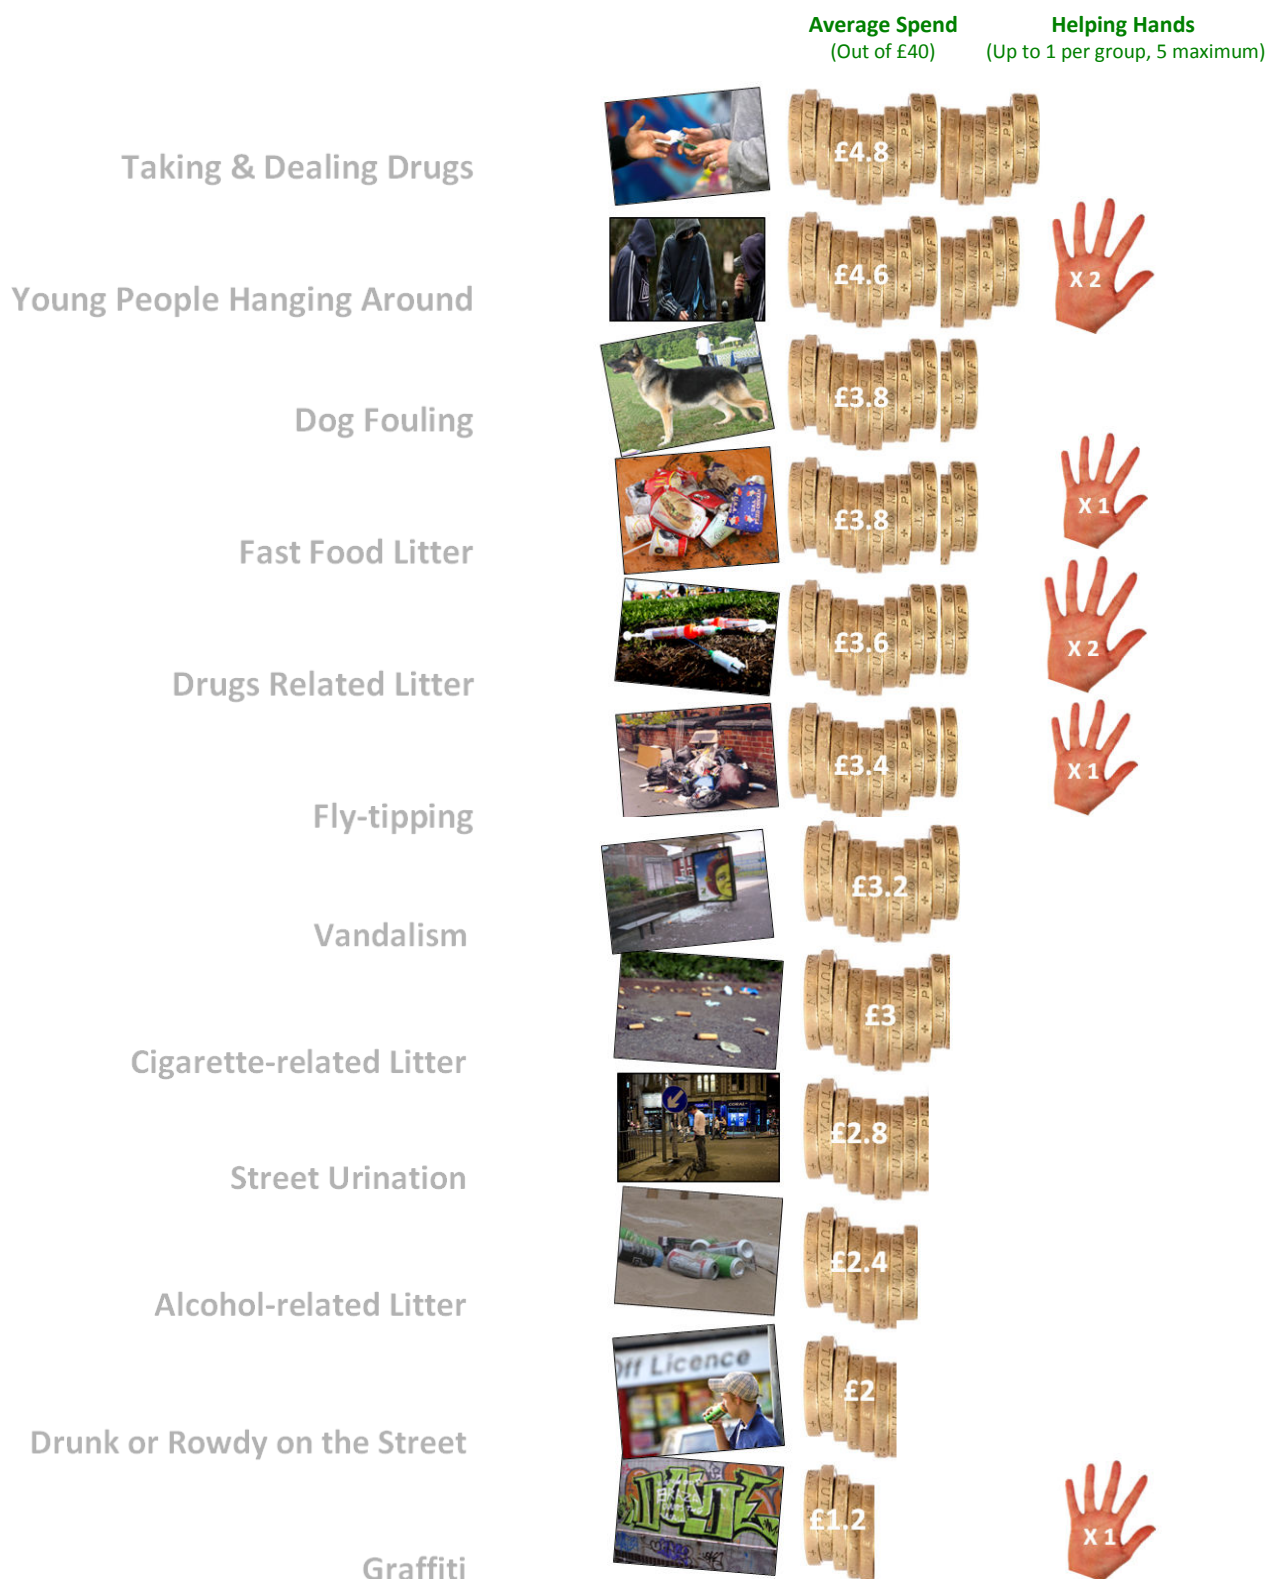 Average Spend
Helping Hands
(Out of £40)
(Up to 1 per group, 5 maximum)
Taking & Dealing Drugs
£4.8
Young People Hanging Around
£4.6
X 2
Dog Fouling
£3.8
Fast Food Litter
£3.8
X 1
Drugs Related Litter
£3.6
X 2
Fly-tipping
£3.4
X 1
Vandalism
£3.2
Cigarette-related Litter
£3
Street Urination
£2.8
Alcohol-related Litter
£2.4
Off Licence
Drunk or Rowdy on the Street
£2
Graffiti
£1.2
X 1